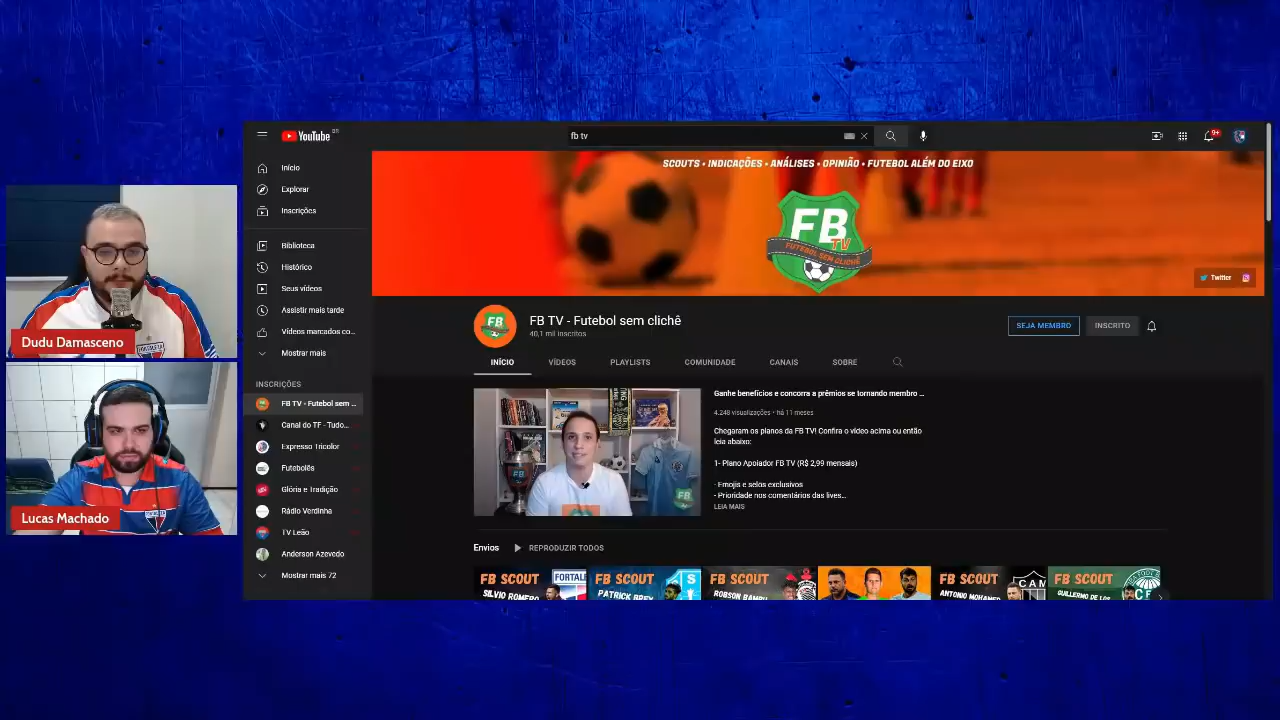 YouTube BR
fb tv
9+
Início
Explorar
Inscrições
Biblioteca
Histórico
Seus vídeos
Assistir mais tarde
Vídeos marcados co...
Mostrar mais
INSCRIÇÕES
FB TV - Futebol sem ...
Canal do TF - Tudo...
Expresso Tricolor
Futebolês
Glória e Tradição
Rádio Verdinha
TV Leão
Anderson Azevedo
Mostrar mais 72
Dudu Damasceno
Lucas Machado
SCOUTS • INDICAÇÕES • ANÁLISES • OPINIÃO • FUTEBOL ALÉM DO EIXO
FB
TV
FUTEBOL SEM CLICHÊ
Twitter
FB TV - Futebol sem clichê
40,1 mil inscritos
SEJA MEMBRO
INSCRITO
INÍCIO
VÍDEOS
PLAYLISTS
COMUNIDADE
CANAIS
SOBRE
Ganhe benefícios e concorra a prêmios se tornando membro ...
4.248 visualizações • há 11 meses
Chegaram os planos da FB TV! Confira o vídeo acima ou então
leia abaixo:
1- Plano Apoiador FB TV (R$ 2,99 mensais)
- Emojis e selos exclusivos
- Prioridade nos comentários das lives...
LEIA MAIS
Envios
REPRODUZIR TODOS
FB SCOUT
SILVIO ROMERO
FORTAL
FB SCOUT
PATRICK BREY
FB SCOUT
ROBSON BAMBU
FB SCOUT
ANTONIO MOHAMED
CAM
FB SCOUT
GUILLERMO DE LOS